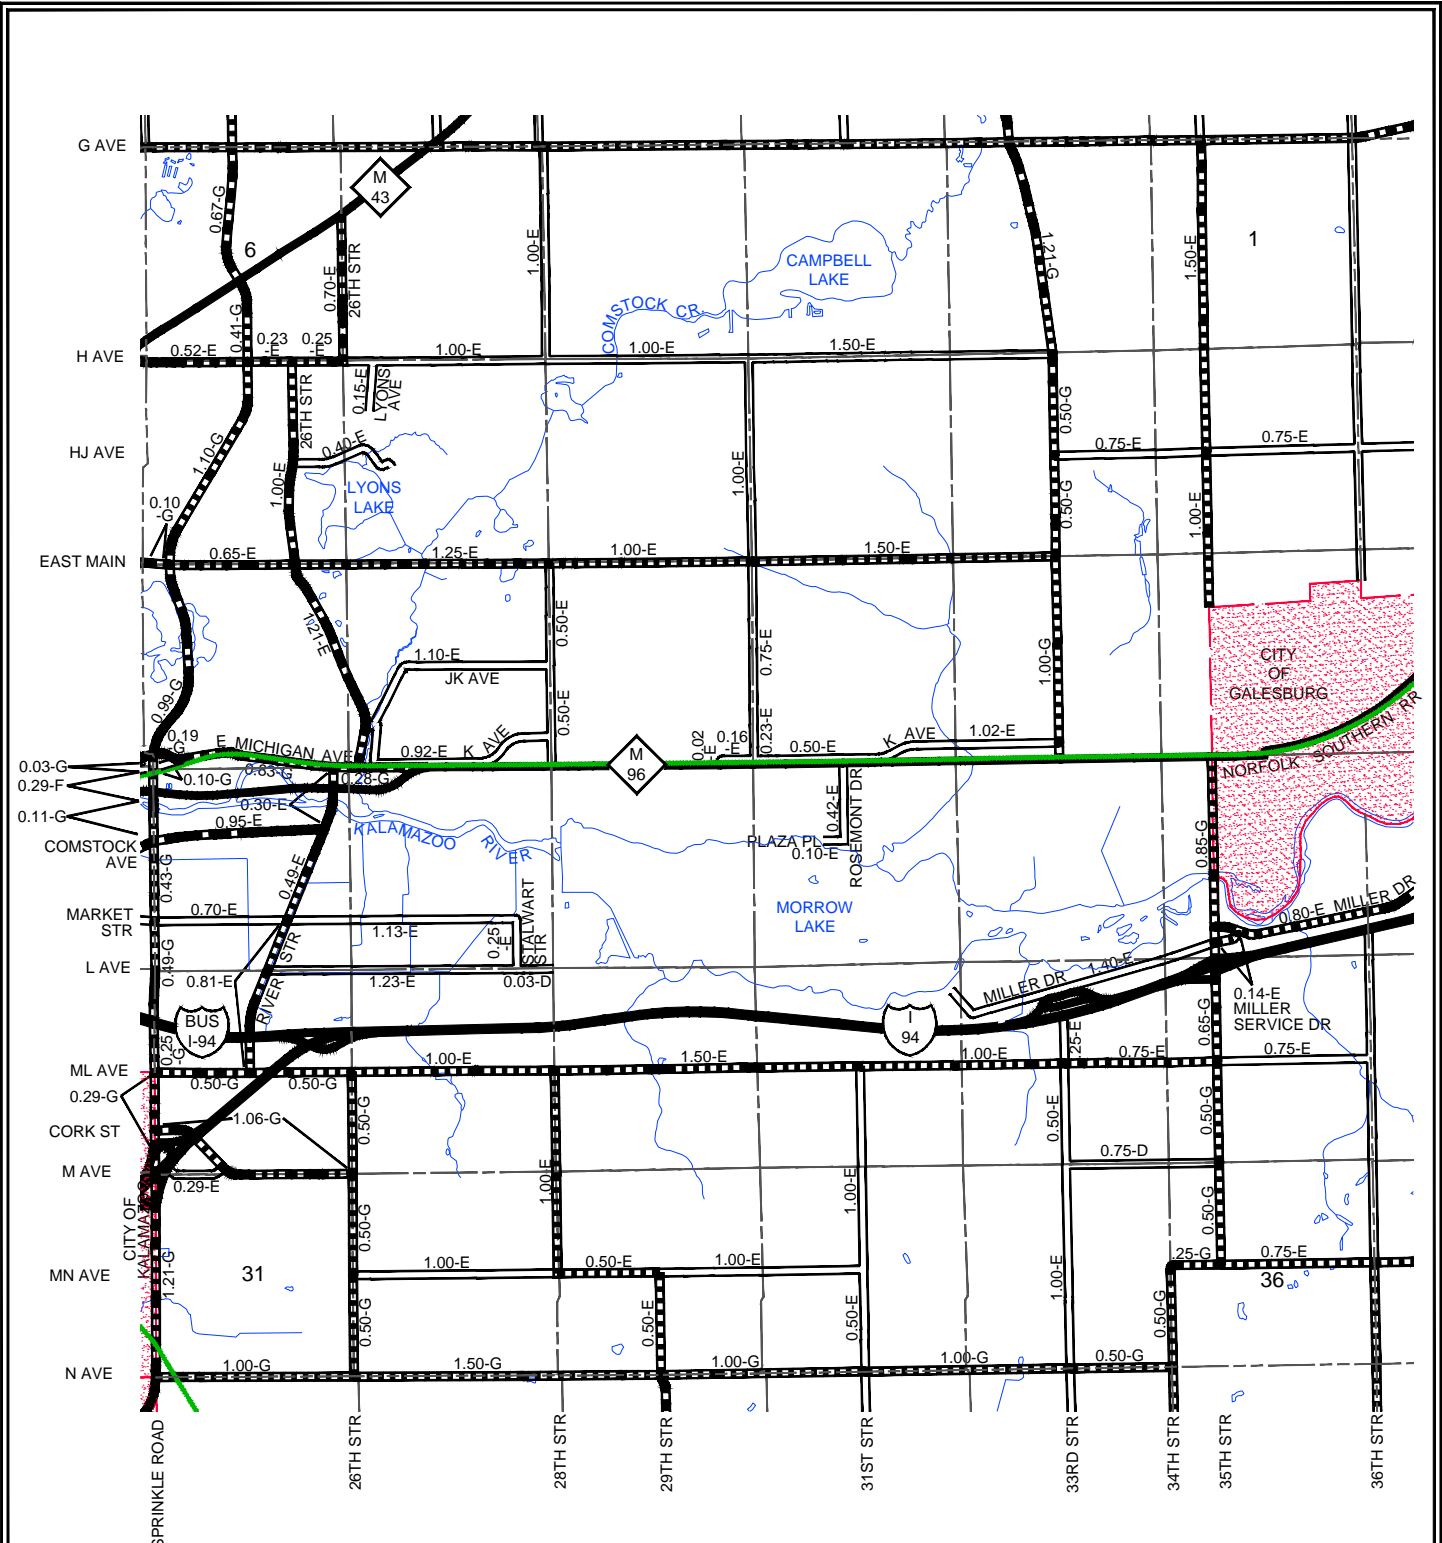 G AVE
M
43
0.67-G
6
0.70-E
26TH STR
1.00-E
CAMPBELL
LAKE
COMSTOCK CR.
1.21-G
1.50-E
1
H AVE
0.52-E
0.41-G
0.23
-E
0.25
-E
1.00-E
1.00-E
1.50-E
0.15-E
LYONS
AVE
26TH STR
0.50-G
HJ AVE
1.10-G
0.40-E
1.00-E
LYONS
LAKE
1.00-E
0.75-E
0.75-E
0.50-G
1.00-E
0.10
-G
EAST MAIN
0.65-E
1.25-E
1.00-E
1.50-E
1.21-E
0.50-E
0.75-E
1.00-G
1.10-E
JK AVE
CITY
OF
GALESBURG
0.99-G
0.50-E
0.19
-G
E MICHIGAN AVE
0.92-E
K AVE
M
96
0.02
-E
0.16
-E
0.23-E
0.50-E
K AVE
1.02-E
NORFOLK SOUTHERN RR
0.03-G
0.29-F
0.11-G
0.10-G
0.83-G
0.28-G
0.30-E
0.95-E
KALAMAZOO RIVER
0.42-E
ROSEMONT DR
PLAZA PL
0.10-E
0.85-G
COMSTOCK
AVE
0.43-G
0.49-E
MARKET
STR
0.70-E
1.13-E
0.25
-E
STALWART
STR
MORROW
LAKE
0.80-E
MILLER DR
L AVE
0.49-G
0.81-E
RIVER STR
1.23-E
0.03-D
MILLER DR
1.40-E
0.14-E
MILLER
SERVICE DR
BUS
I-94
I
94
0.25
-G
.25-E
0.65-G
ML AVE
0.50-G
0.50-G
1.00-E
1.50-E
1.00-E
0.75-E
0.75-E
0.29-G
1.06-G
0.50-G
0.50-E
0.50-G
CORK ST
M AVE
0.29-E
1.00-E
1.00-E
0.75-D
CITY OF
KALAMAZOO
0.50-G
0.50-G
MN AVE
1.21-G
31
1.00-E
0.50-E
1.00-E
1.00-E
.25-G
0.75-E
36
0.50-G
0.50-E
0.50-E
0.50-G
N AVE
1.00-G
1.50-G
1.00-G
1.00-G
0.50-G
SPRINKLE ROAD
26TH STR
28TH STR
29TH STR
31ST STR
33RD STR
34TH STR
35TH STR
36TH STR